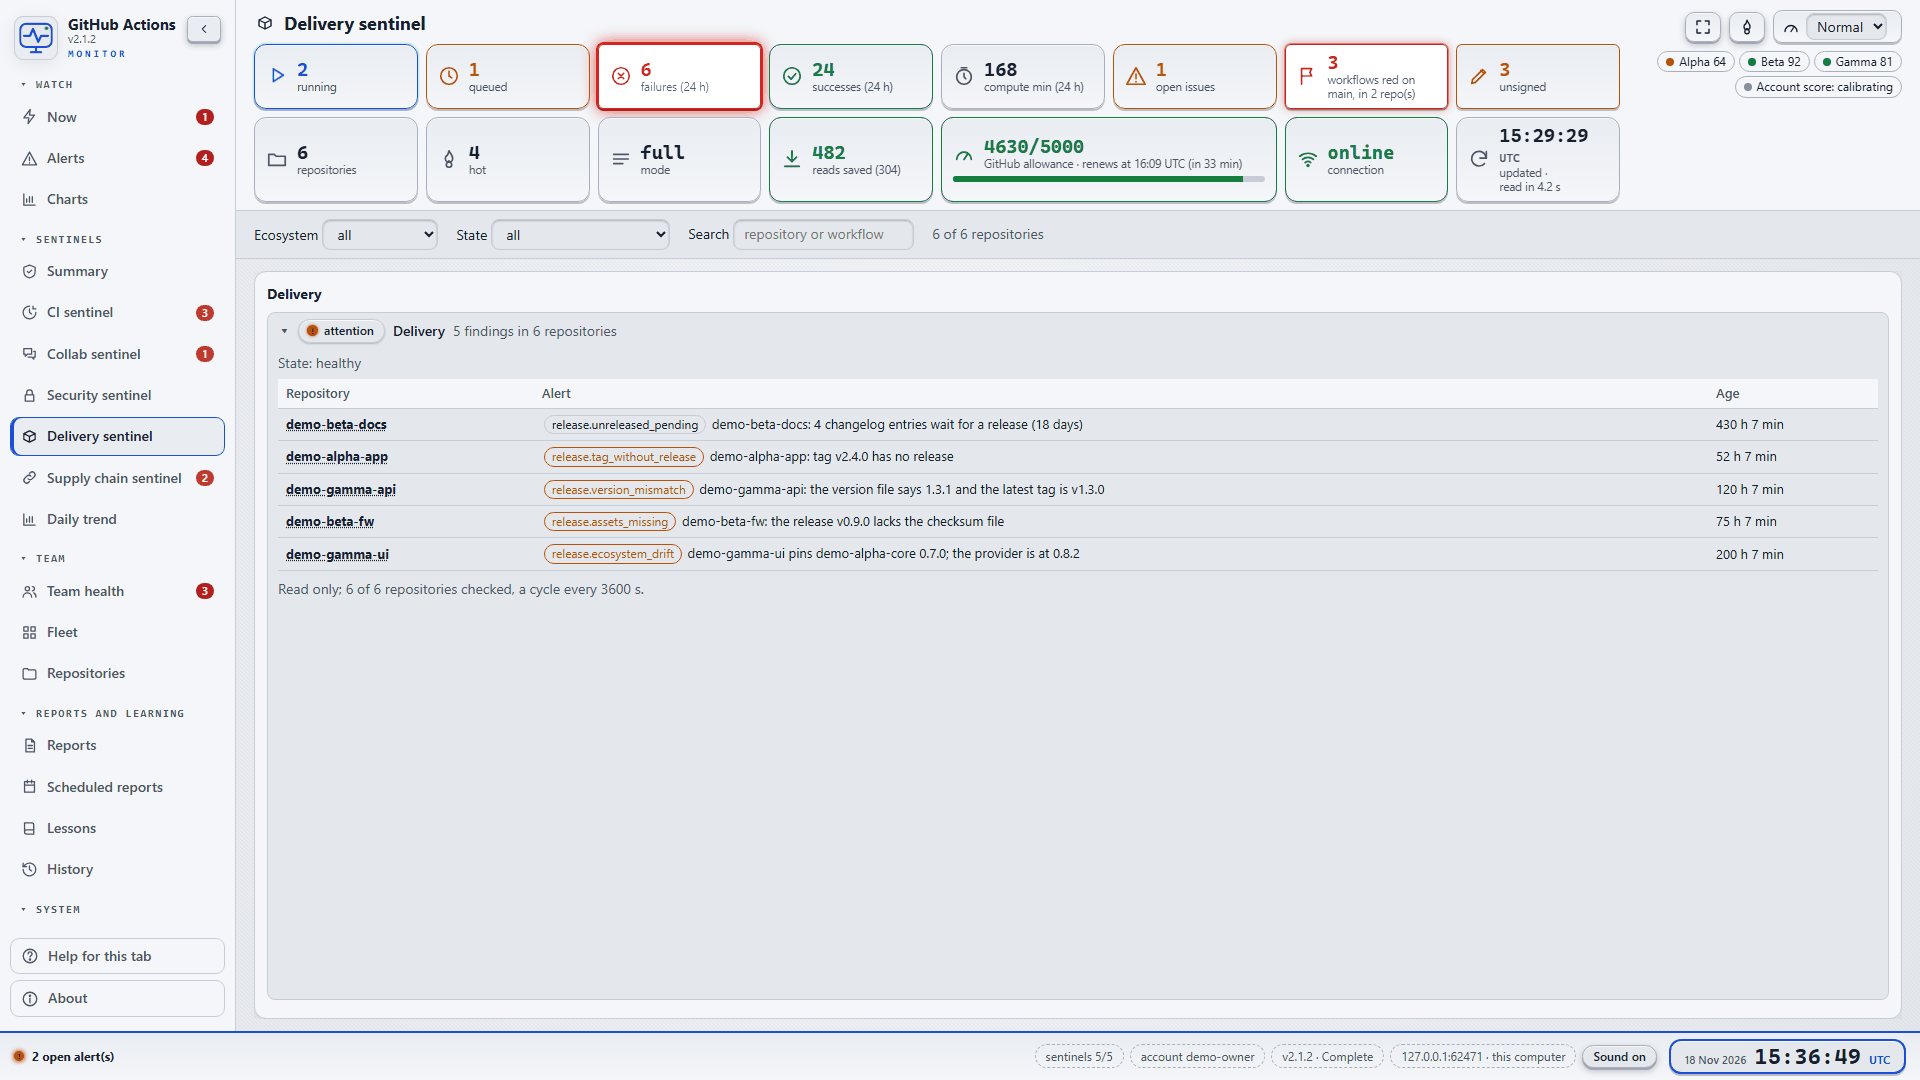 GitHub Actions
v2.1.2
MONITOR
WATCH
Now 1
Alerts 4
Charts
SENTINELS
Summary
CI sentinel 3
Collab sentinel 1
Security sentinel
Delivery sentinel
Supply chain sentinel 2
Daily trend
TEAM
Team health 3
Fleet
Repositories
REPORTS AND LEARNING
Reports
Scheduled reports
Lessons
History
SYSTEM
Help for this tab
About
Delivery sentinel
Normal
Alpha 64
Beta 92
Gamma 81
Account score: calibrating
2
running
1
queued
6
failures (24 h)
24
successes (24 h)
168
compute min (24 h)
1
open issues
3
workflows red on
main, in 2 repo(s)
3
unsigned
6
repositories
4
hot
full
mode
482
reads saved (304)
4630/5000
GitHub allowance · renews at 16:09 UTC (in 33 min)
online
connection
15:29:29
UTC
updated ·
read in 4.2 s
Ecosystem all State all Search repository or workflow 6 of 6 repositories
Delivery
attention Delivery 5 findings in 6 repositories
State: healthy
Repository Alert Age
demo-beta-docs release.unreleased_pending demo-beta-docs: 4 changelog entries wait for a release (18 days) 430 h 7 min
demo-alpha-app release.tag_without_release demo-alpha-app: tag v2.4.0 has no release 52 h 7 min
demo-gamma-api release.version_mismatch demo-gamma-api: the version file says 1.3.1 and the latest tag is v1.3.0 120 h 7 min
demo-beta-fw release.assets_missing demo-beta-fw: the release v0.9.0 lacks the checksum file 75 h 7 min
demo-gamma-ui release.ecosystem_drift demo-gamma-ui pins demo-alpha-core 0.7.0; the provider is at 0.8.2 200 h 7 min
Read only; 6 of 6 repositories checked, a cycle every 3600 s.
2 open alert(s)
sentinels 5/5
account demo-owner
v2.1.2 · Complete
127.0.0.1:62471 · this computer
Sound on
18 Nov 2026 15:36:49 UTC